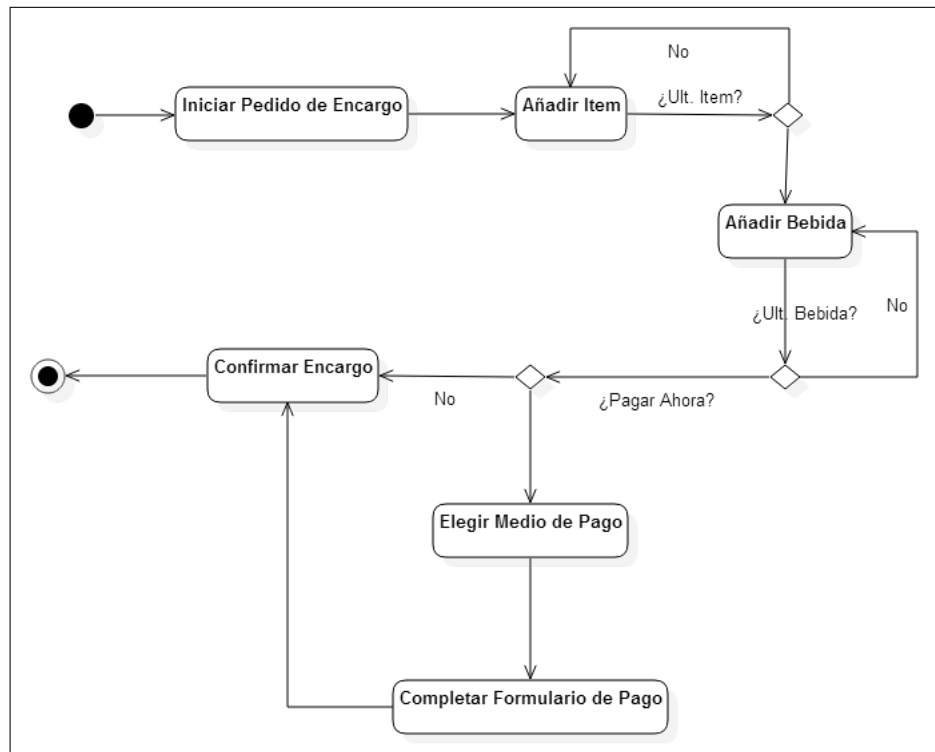 No
Iniciar Pedido de Encargo
Añadir Item
¿Ult. Item?
Añadir Bebida
¿Ult. Bebida?
No
Confirmar Encargo
No
¿Pagar Ahora?
Elegir Medio de Pago
Completar Formulario de Pago